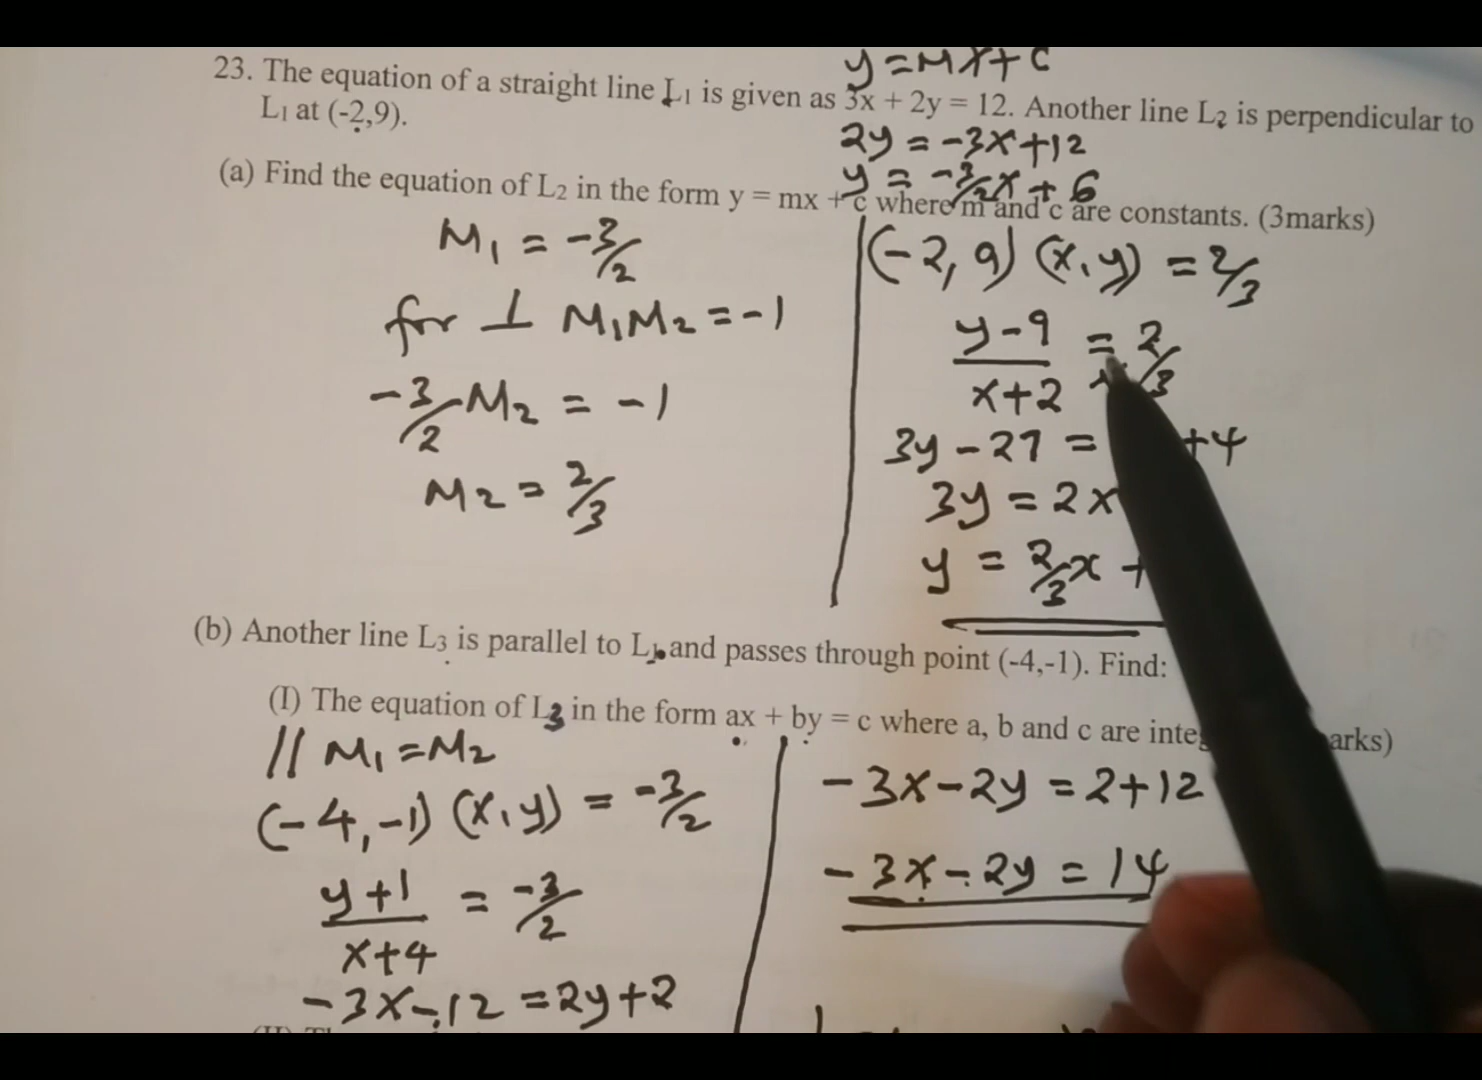 y = mx + c
23. The equation of a straight line L1 is given as 3x + 2y = 12. Another line L2 is perpendicular to
L1 at (-2,9).
2y = -3x + 12
y = -3/2x + 6
(a) Find the equation of L2 in the form y = mx + c where m and c are constants. (3marks)
M1 = -3/2
for ⊥ M1M2 = -1
-3/2 M2 = -1
M2 = 2/3
(-2, 9) (x, y) = 2/3
y - 9 = 2/3
x + 2
3y - 27 = +4
3y = 2x
y = 2/3x +
(b) Another line L3 is parallel to L1 and passes through point (-4,-1). Find:
(I) The equation of L3 in the form ax + by = c where a, b and c are
// M1 = M2
(-4, -1) (x, y) = -3/2
y + 1 = -3/2
x + 4
-3x - 12 = 2y + 2
-3x - 2y = 2 + 12
-3x - 2y = 14